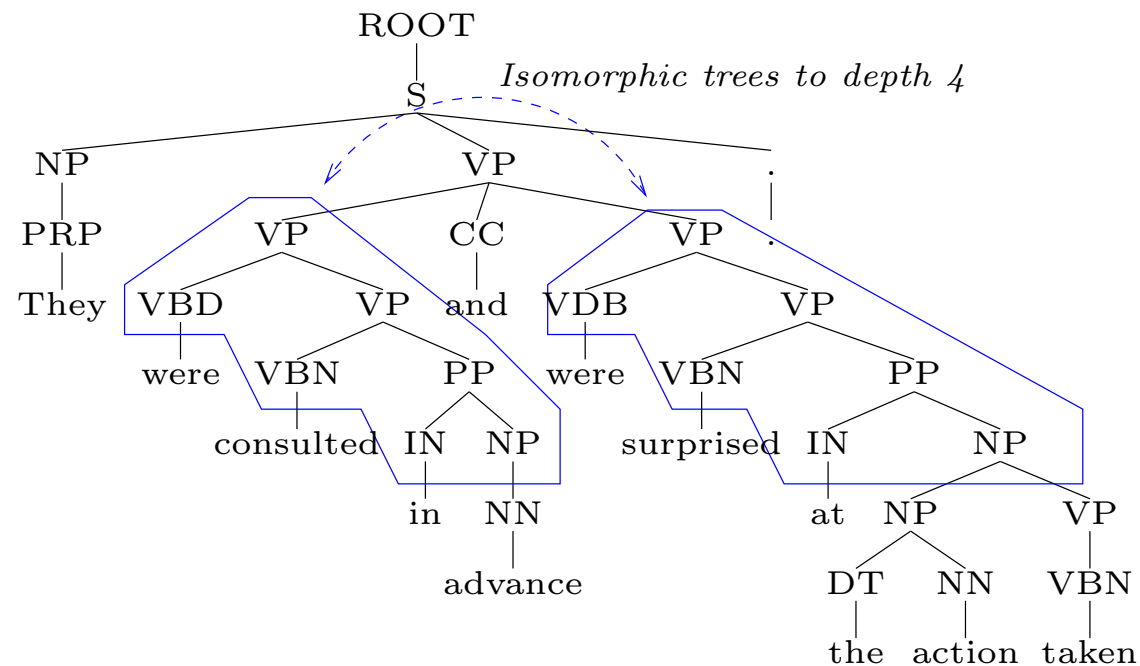 ROOT
Isomorphic trees to depth 4
S
NP VP .
PRP VP CC VP .
They VBD VP and VDB VP
were VBN PP were VBN PP
consulted IN NP surprised IN NP
in NN at NP VP
advance DT NN VBN
the action taken